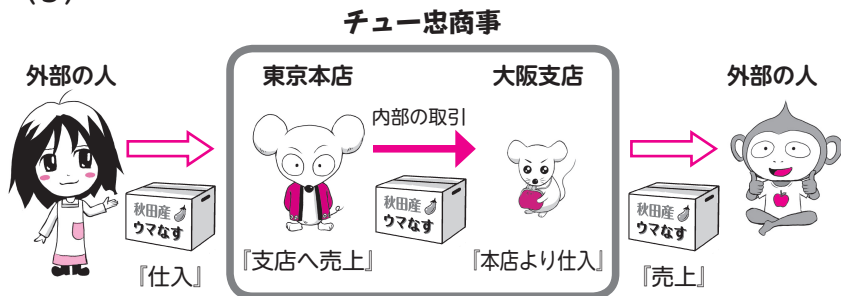 チュー忠商事
外部の人
東京本店
大阪支店
外部の人
内部の取引
秋田産
ウマなす
秋田産
ウマなす
秋田産
ウマなす
『仕入』
『支店へ売上』
『本店より仕入』
『売上』